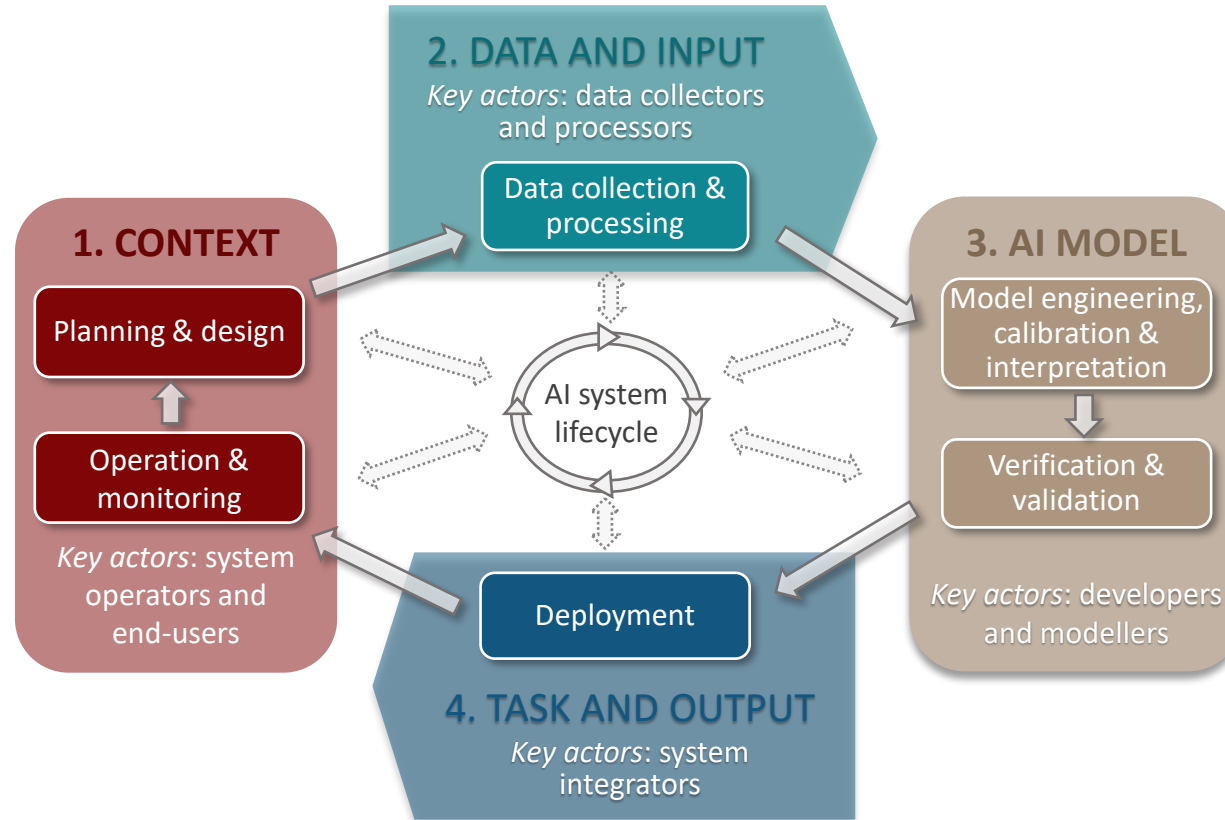 1. CONTEXT
Planning & design
Operation &
monitoring
Key actors: system
operators and
end-users
2. DATA AND INPUT
Key actors: data collectors
and processors
Data collection &
processing
AI system
lifecycle
3. AI MODEL
Model engineering,
calibration &
interpretation
Verification &
validation
Key actors: developers
and modellers
Deployment
4. TASK AND OUTPUT
Key actors: system
integrators